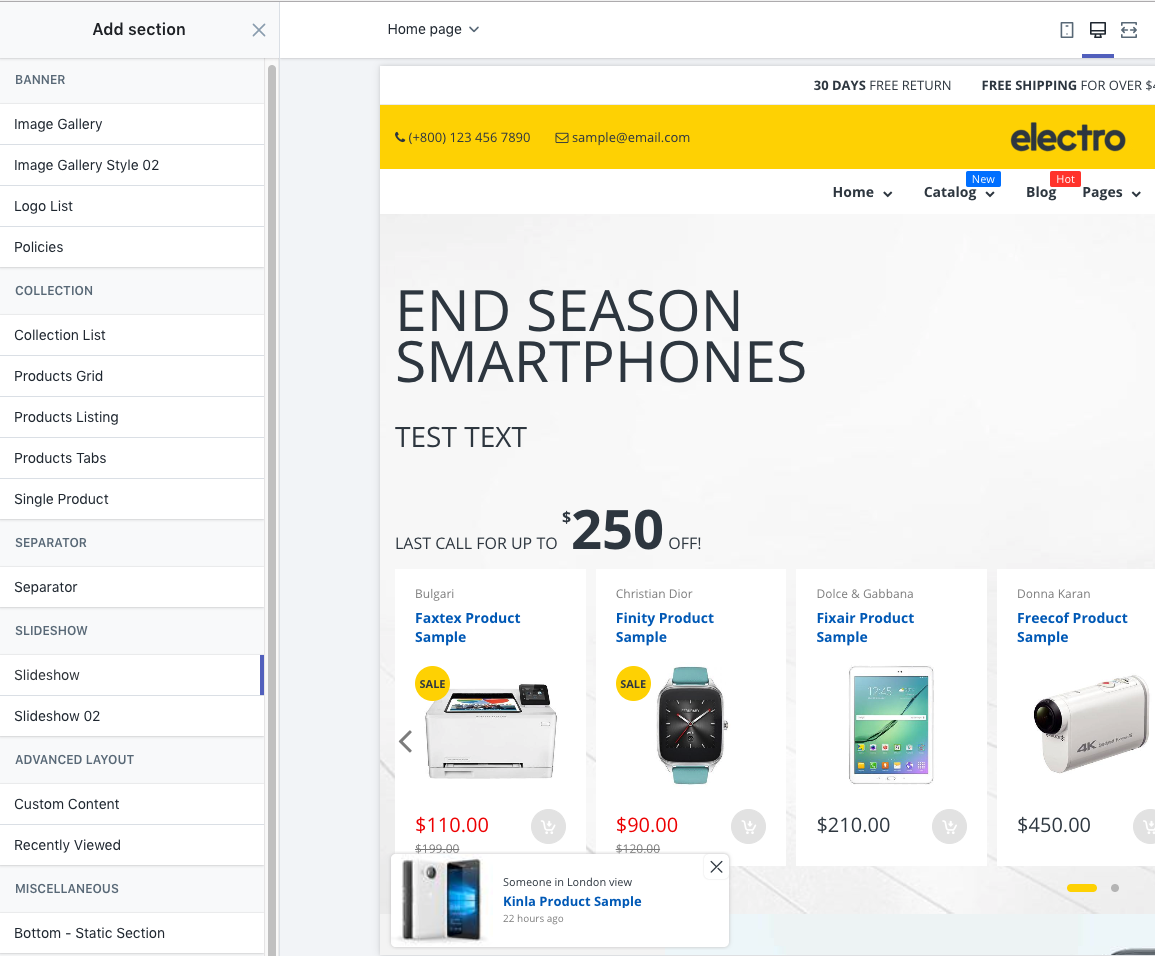 Add section
Home page
BANNER
Image Gallery
Image Gallery Style 02
Logo List
Policies
COLLECTION
Collection List
Products Grid
Products Listing
Products Tabs
Single Product
SEPARATOR
Separator
SLIDESHOW
Slideshow
Slideshow 02
ADVANCED LAYOUT
Custom Content
Recently Viewed
MISCELLANEOUS
Bottom - Static Section
30 DAYS FREE RETURN FREE SHIPPING FOR OVER $4
(+800) 123 456 7890 sample@email.com electro
New Hot
Home Catalog Blog Pages
END SEASON
SMARTPHONES
TEST TEXT
LAST CALL FOR UP TO $250 OFF!
Bulgari
Faxtex Product
Sample
SALE
$110.00
$199.00
Christian Dior
Finity Product
Sample
SALE
$90.00
$120.00
Dolce & Gabbana
Fixair Product
Sample
12:45
$210.00
Donna Karan
Freecof Product
Sample
4K
$450.00
Someone in London view
Kinla Product Sample
22 hours ago